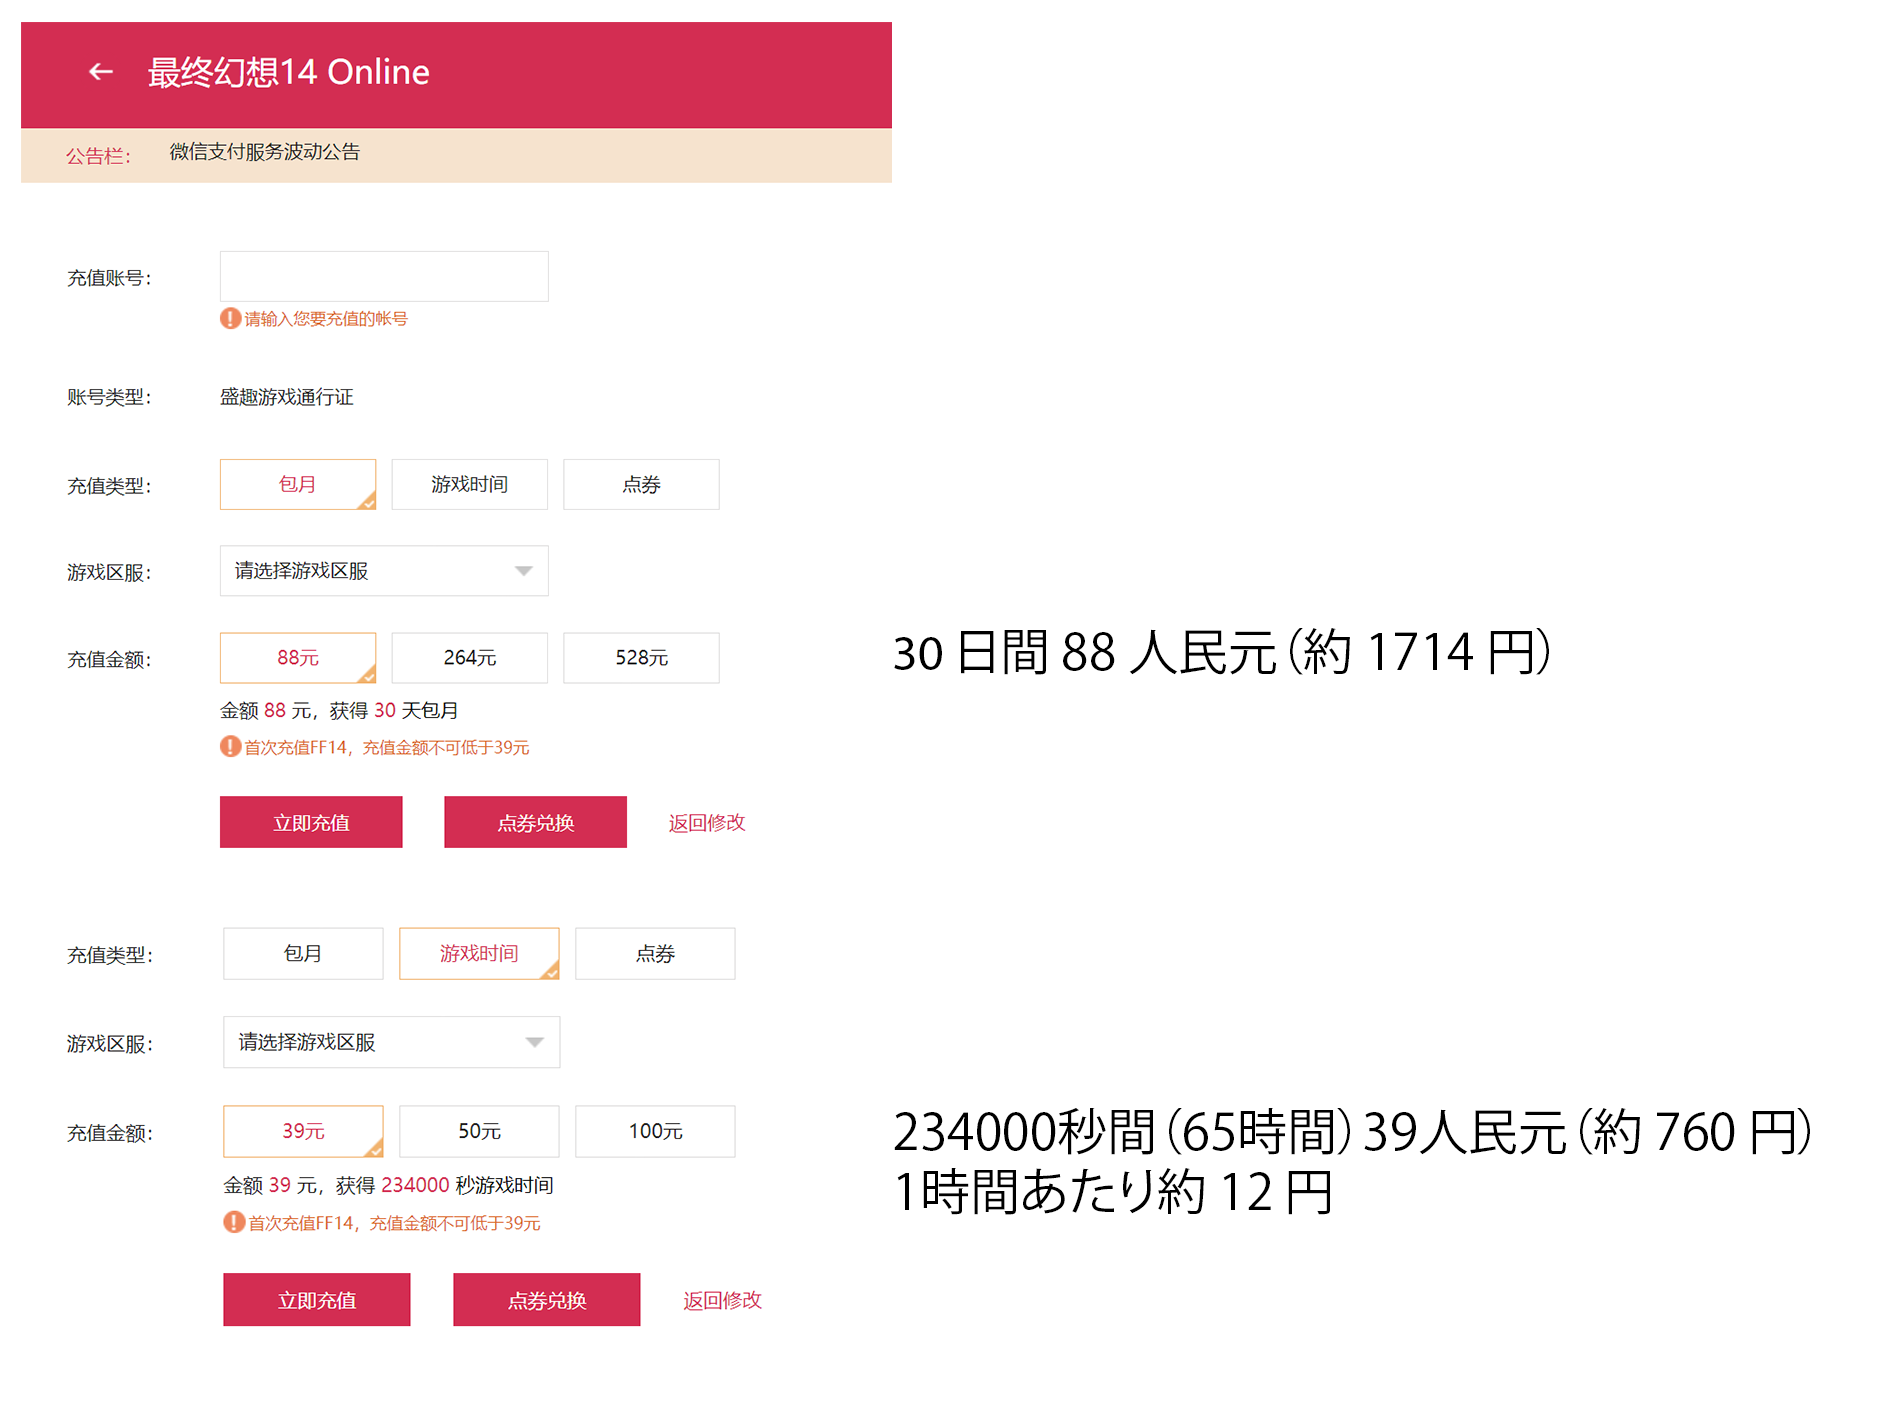 最终幻想14 Online
公告栏： 微信支付服务波动公告
充值账号：
请输入您要充值的帐号
账号类型： 盛趣游戏通行证
充值类型： 包月 游戏时间 点券
游戏区服： 请选择游戏区服
充值金额： 88元 264元 528元
30 日間 88 人民元（約 1714 円）
金额 88 元，获得 30 天包月
首次充值FF14，充值金额不可低于39元
立即充值 点券兑换 返回修改
充值类型： 包月 游戏时间 点券
游戏区服： 请选择游戏区服
充值金额： 39元 50元 100元
234000秒間（65時間）39人民元（約 760 円）
金额 39 元，获得 234000 秒游戏时间
1時間あたり約 12 円
首次充值FF14，充值金额不可低于39元
立即充值 点券兑换 返回修改